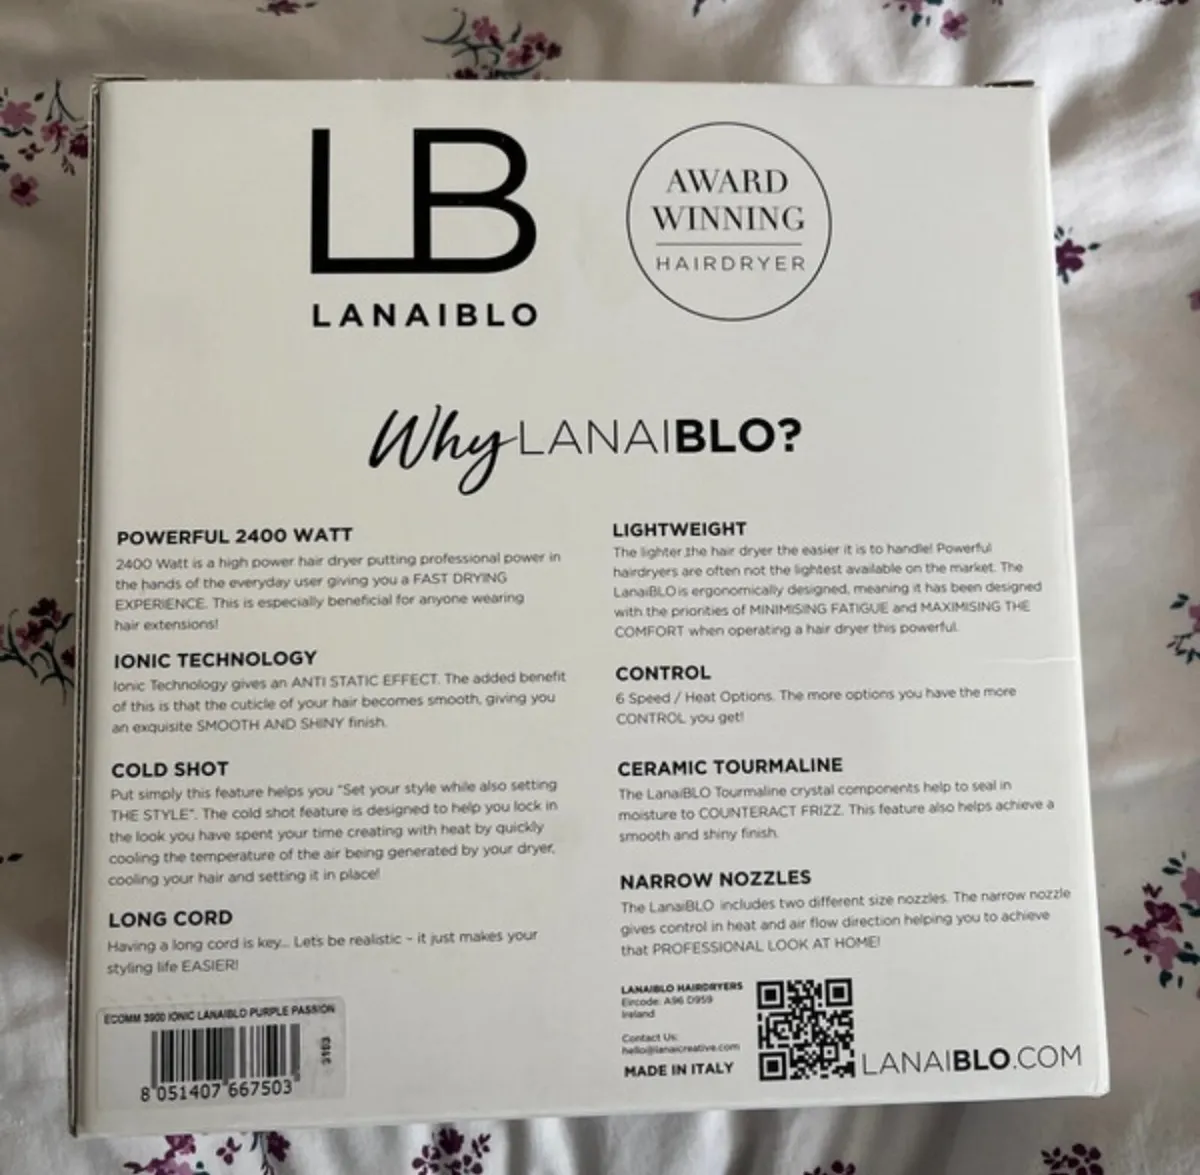 LB
LANAIBLO
AWARD
WINNING
HAIRDRYER
Why LANAIBLO?
POWERFUL 2400 WATT
2400 Watt is a high power hair dryer putting professional power in
the hands of the everyday user giving you a FAST DRYING
EXPERIENCE. This is especially beneficial for anyone wearing
hair extensions!
IONIC TECHNOLOGY
Ionic Technology gives an ANTI STATIC EFFECT. The added benefit
of this is that the cuticle of your hair becomes smooth, giving you
an exquisite SMOOTH AND SHINY finish.
COLD SHOT
Put simply this feature helps you "Set your style while also setting
THE STYLE". The cold shot feature is designed to help you lock in
the look you have spent your time creating with heat by quickly
cooling the temperature of the air being generated by your dryer,
cooling your hair and setting it in place!
LONG CORD
Having a long cord is key... Let's be realistic – it just makes your
styling life EASIER!
ECOMM 3900 IONIC LANAIBLO PURPLE PASSION
3103
8 051407 667503
LIGHTWEIGHT
The lighter the hair dryer the easier it is to handle! Powerful
hairdryers are often not the lightest available on the market. The
LanaiBLO is ergonomically designed, meaning it has been designed
with the priorities of MINIMISING FATIGUE and MAXIMISING THE
COMFORT when operating a hair dryer this powerful.
CONTROL
6 Speed / Heat Options. The more options you have the more
CONTROL you get!
CERAMIC TOURMALINE
The LanaiBLO Tourmaline crystal components help to seal in
moisture to COUNTERACT FRIZZ. This feature also helps achieve a
smooth and shiny finish.
NARROW NOZZLES
The LanaiBLO includes two different size nozzles. The narrow nozzle
gives control in heat and air flow direction helping you to achieve
that PROFESSIONAL LOOK AT HOME!
LANAIBLO HAIRDRYERS
Eircode: A96 D959
Ireland
Contact Us:
hello@lanaicreative.com
MADE IN ITALY
LANAIBLO.COM